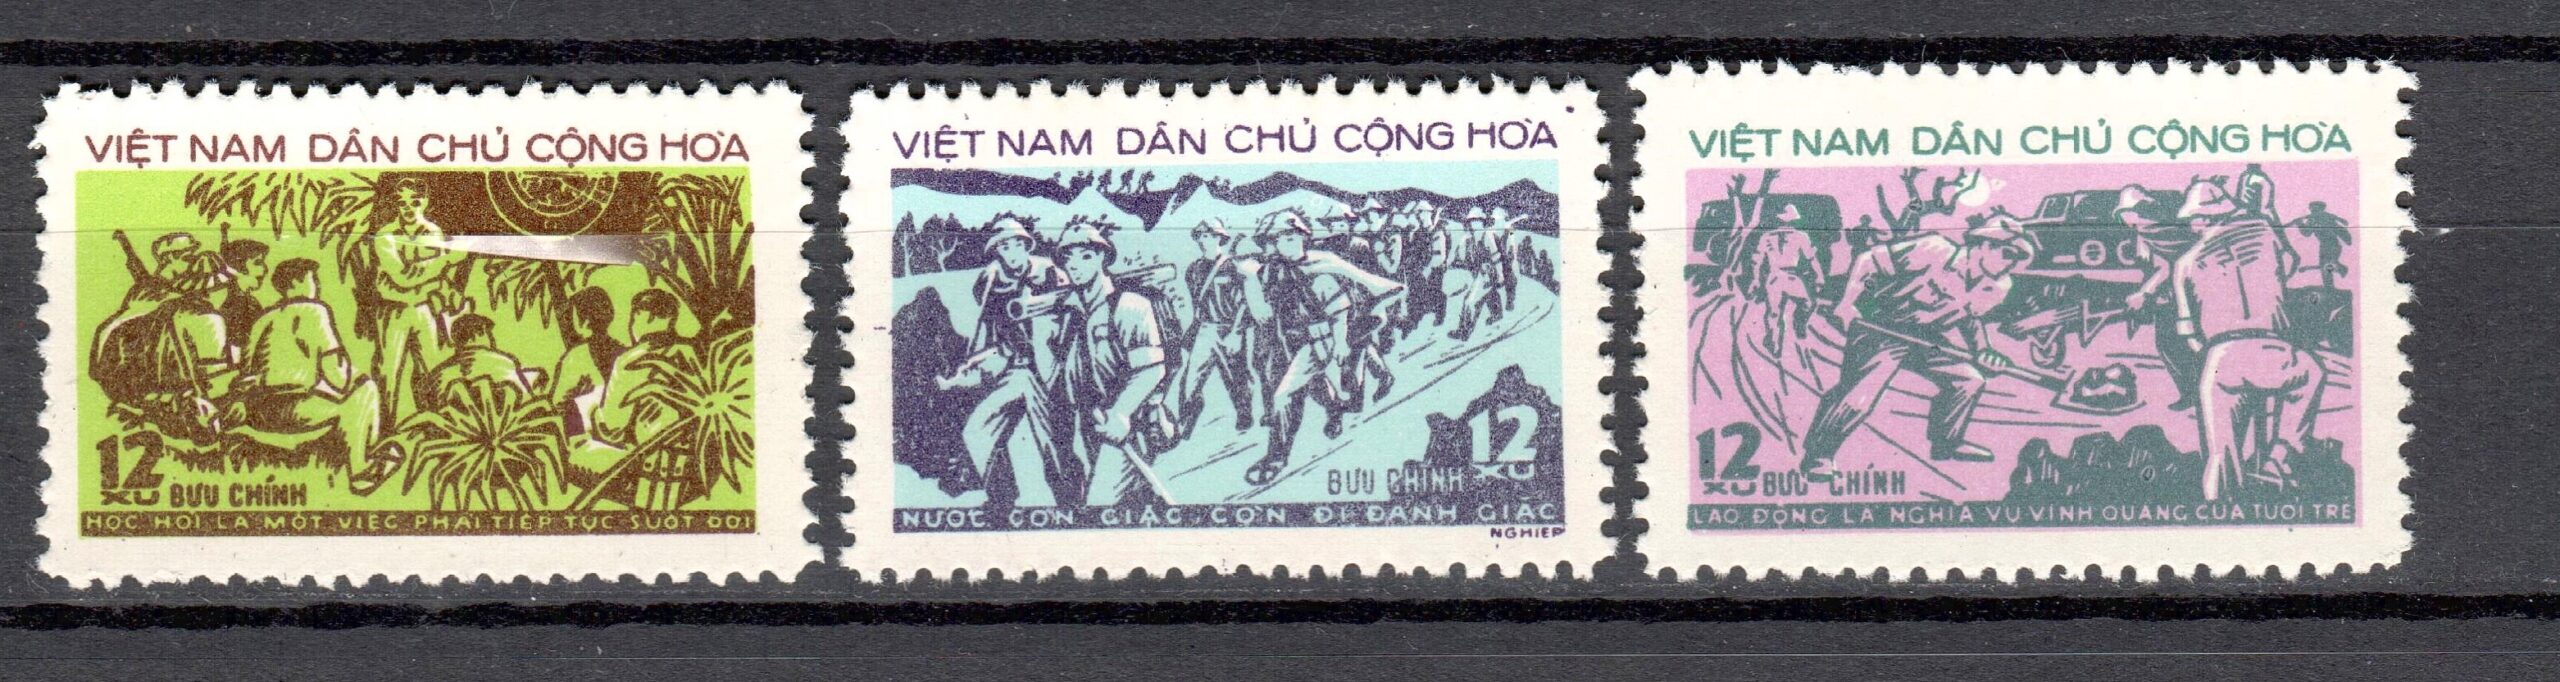 VIỆT NAM DÂN CHỦ CỘNG HÒA
12
XU BƯU CHÍNH
HỌC HỎI LÀ MỘT VIỆC PHẢI TIẾP TỤC SUỐT ĐỜI
VIỆT NAM DÂN CHỦ CỘNG HÒA
12
BƯU CHÍNH XU
NƯỚC CÒN GIẶC, CÒN ĐI ĐÁNH GIẶC
NGHIEP
VIỆT NAM DÂN CHỦ CỘNG HÒA
12
XU BƯU CHÍNH
LAO ĐỘNG LÀ NGHĨA VỤ VINH QUANG CỦA TUỔI TRẺ